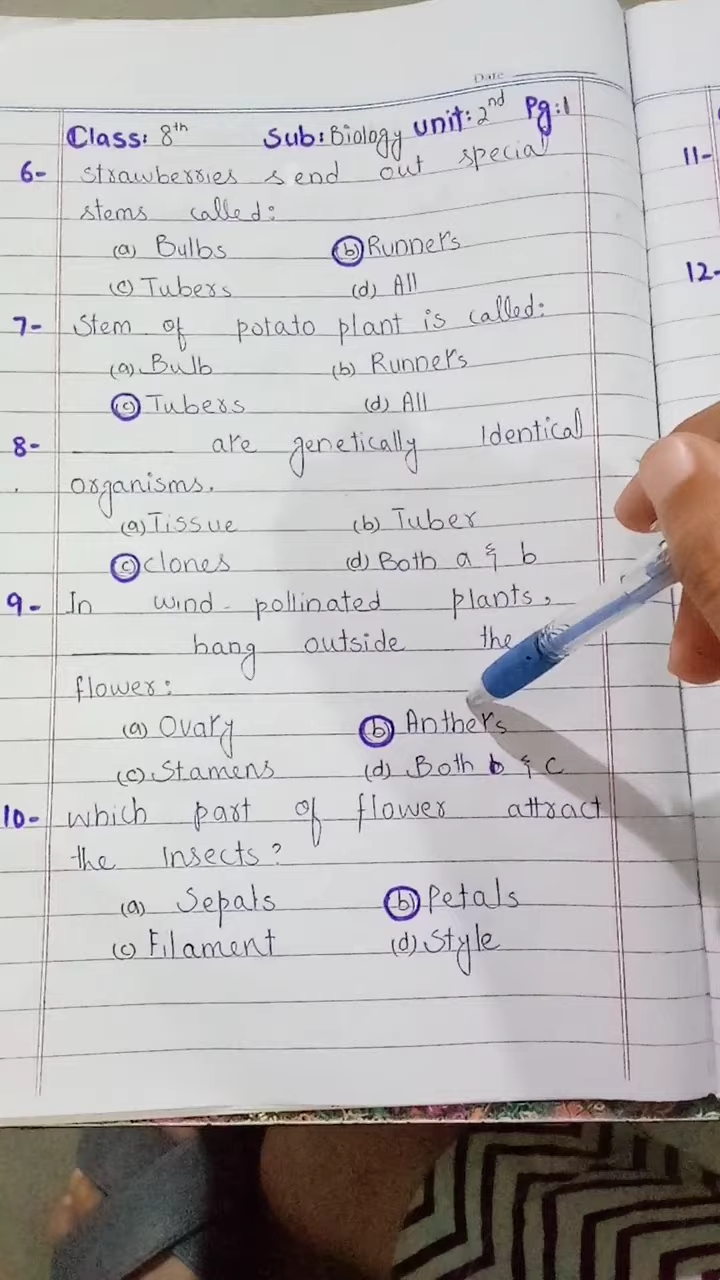 Date
Class: 8th Sub: Biology unit: 2nd Pg:1
6- Strawberries send out special
stems called:
(a) Bulbs (b) Runners
(c) Tubers (d) All
7- Stem of potato plant is called:
(a) Bulb (b) Runners
(c) Tubers (d) All
8- ______ are genetically Identical
organisms.
(a) Tissue (b) Tuber
(c) clones (d) Both a & b
9- In wind-pollinated plants,
______ hang outside the
flower:
(a) Ovary (b) Anthers
(c) Stamens (d) Both b & c
10- which part of flower attract
the Insects?
(a) Sepals (b) Petals
(c) Filament (d) Style
11-
12-